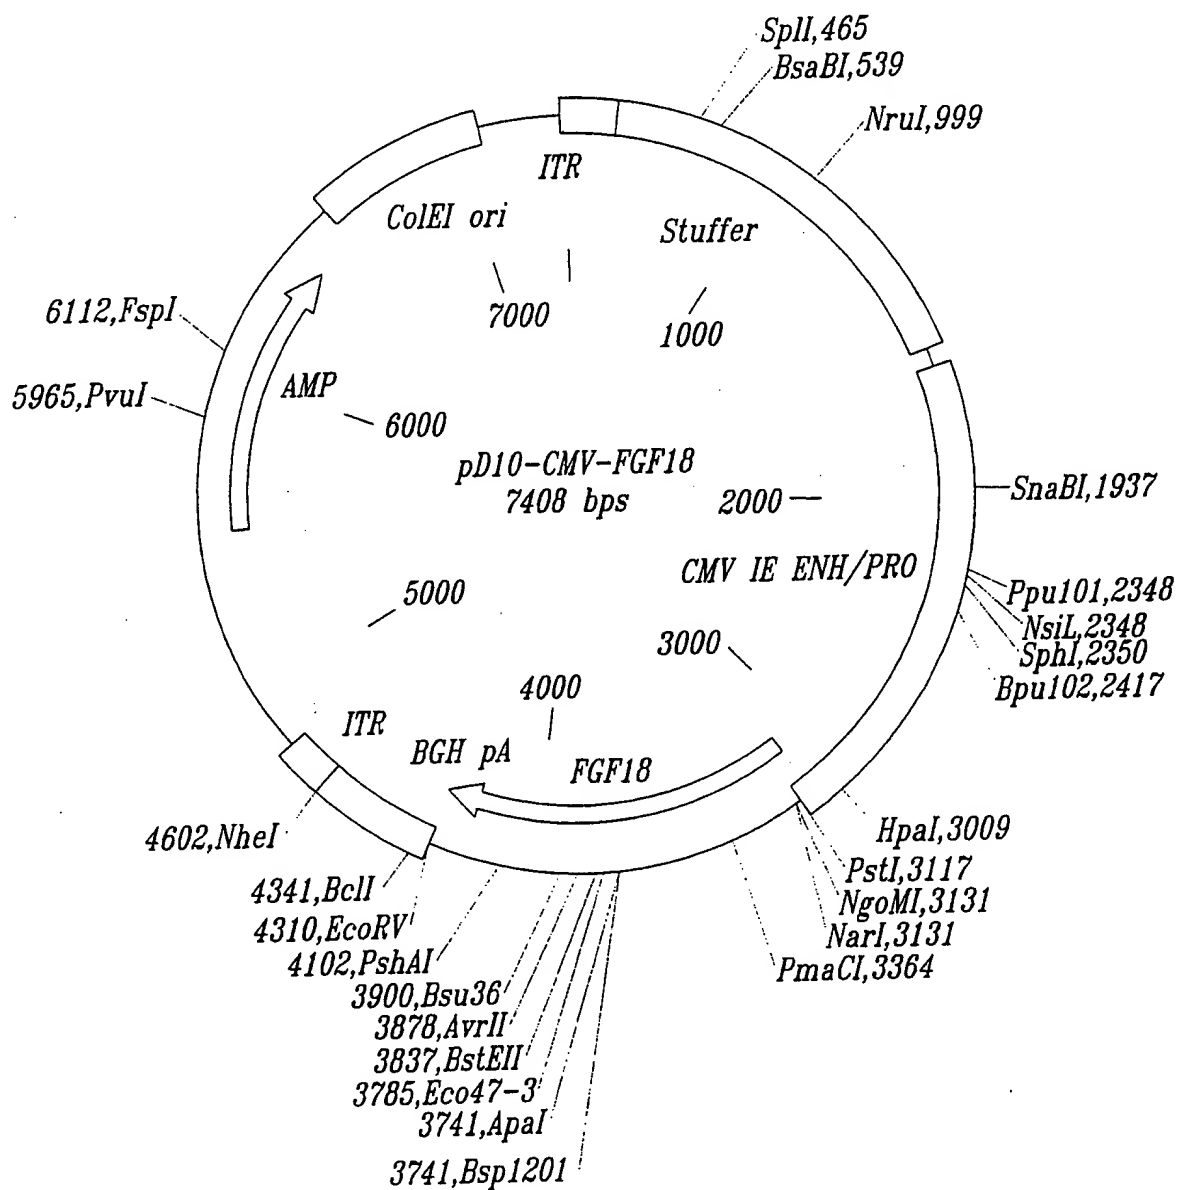 SplI,465
BsaBI,539
NruI,999
ITR
ColEI ori
Stuffer
7000
1000
6112,FspI
5965,PvuI
AMP
6000
pD10-CMV-FGF18
7408 bps
2000
SnaBI,1937
CMV IE ENH/PRO
Ppu101,2348
NsiL,2348
SphI,2350
Bpu102,2417
5000
3000
4000
ITR
BGH pA
FGF18
4602,NheI
4341,BclI
4310,EcoRV
4102,PshAI
3900,Bsu36
3878,AvrII
3837,BstEII
3785,Eco47-3
3741,ApaI
3741,Bsp1201
HpaI,3009
PstI,3117
NgoMI,3131
NarI,3131
PmaCI,3364